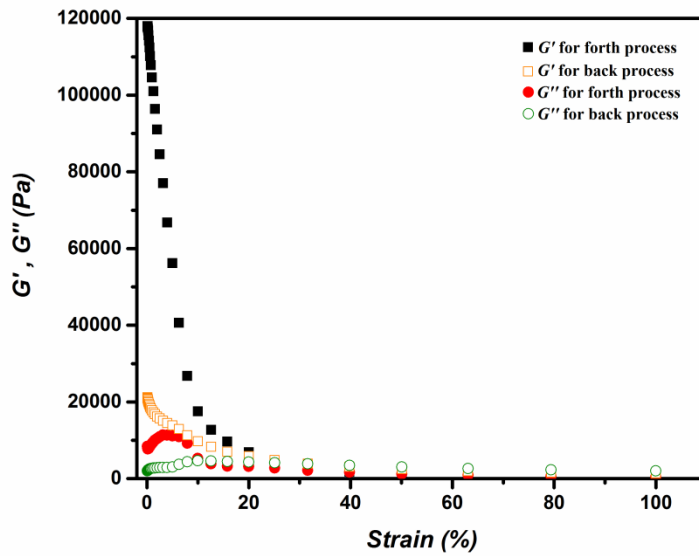 120000
100000
80000
60000
40000
20000
0
G' , G'' (Pa)
G' for forth process
G' for back process
G'' for forth process
G'' for back process
0 20 40 60 80 100
Strain (%)